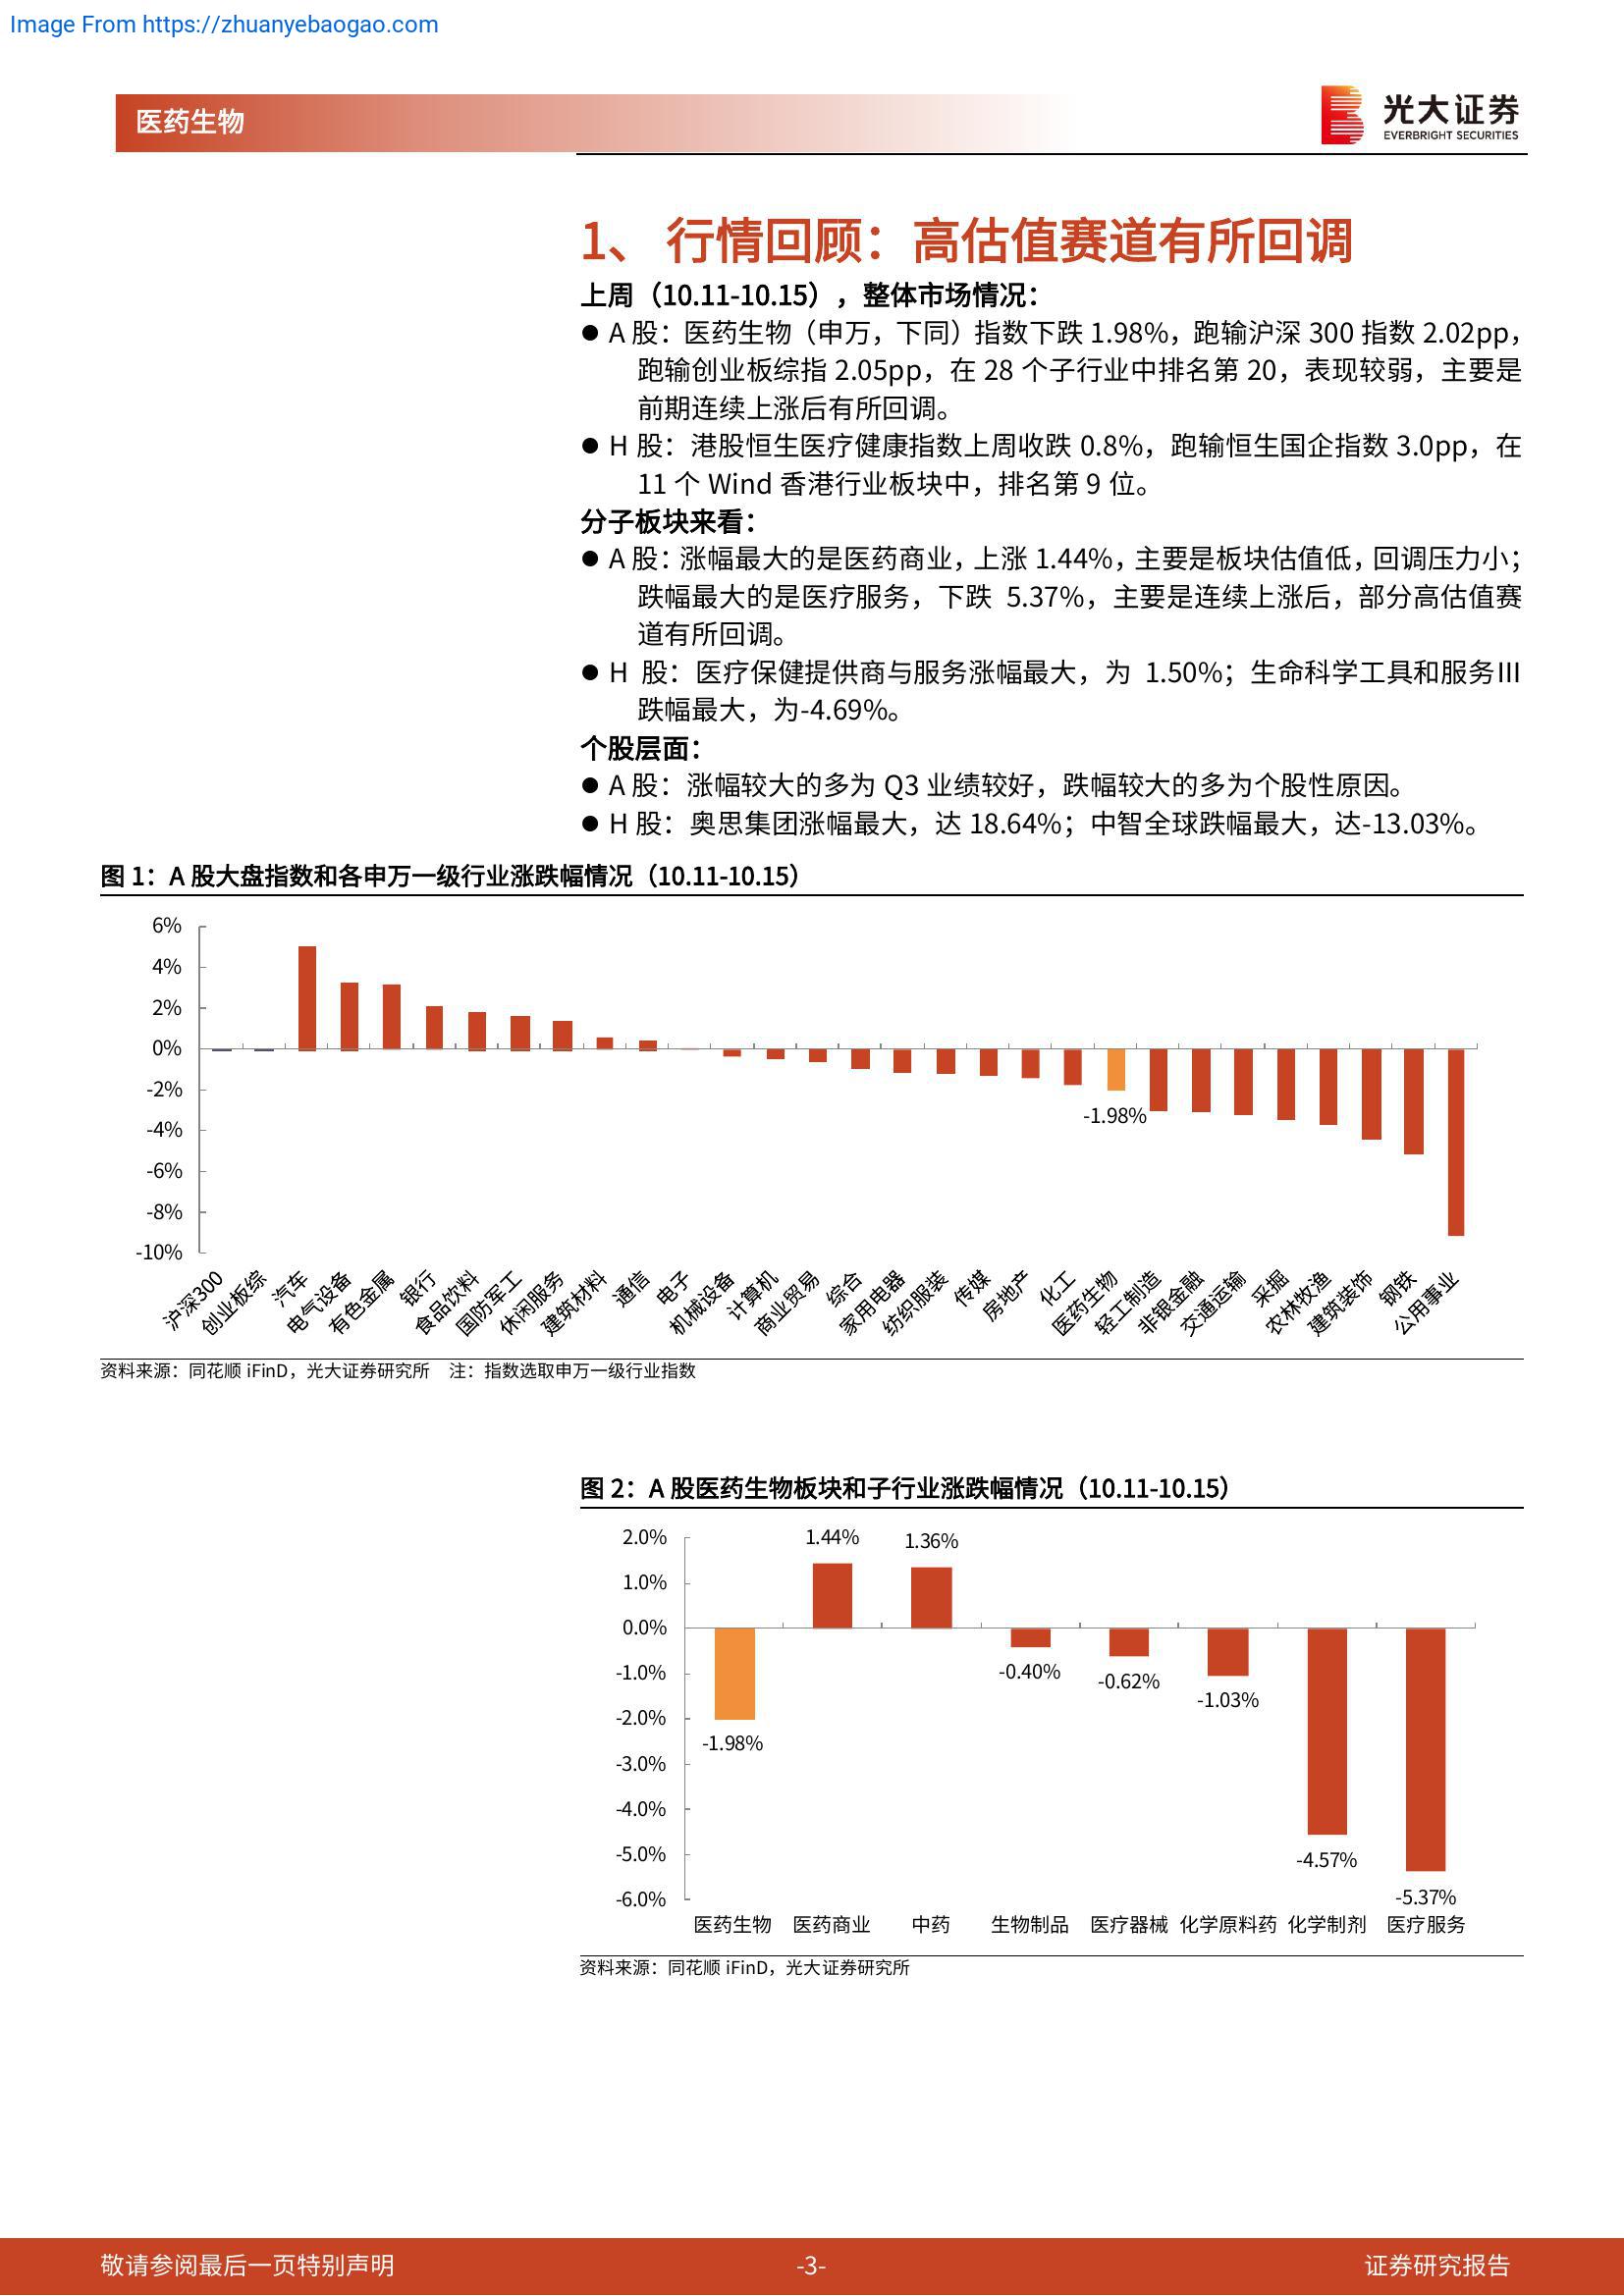 Image From https://zhuanyebaogao.com
医药生物
光大证券
EVERBRIGHT SECURITIES
1、 行情回顾：高估值赛道有所回调
上周（10.11-10.15），整体市场情况：
● A 股：医药生物（申万，下同）指数下跌 1.98%，跑输沪深 300 指数 2.02pp，
跑输创业板综指 2.05pp，在 28 个子行业中排名第 20，表现较弱，主要是
前期连续上涨后有所回调。
● H 股：港股恒生医疗健康指数上周收跌 0.8%，跑输恒生国企指数 3.0pp，在
11 个 Wind 香港行业板块中，排名第 9 位。
分子板块来看：
● A 股：涨幅最大的是医药商业，上涨 1.44%，主要是板块估值低，回调压力小；
跌幅最大的是医疗服务，下跌 5.37%，主要是连续上涨后，部分高估值赛
道有所回调。
● H 股：医疗保健提供商与服务涨幅最大，为 1.50%；生命科学工具和服务Ⅲ
跌幅最大，为-4.69%。
个股层面：
● A 股：涨幅较大的多为 Q3 业绩较好，跌幅较大的多为个股性原因。
● H 股：奥思集团涨幅最大，达 18.64%；中智全球跌幅最大，达-13.03%。
图 1：A 股大盘指数和各申万一级行业涨跌幅情况（10.11-10.15）
6%
4%
2%
0%
-2%
-4%
-6%
-8%
-10%
-1.98%
沪深300
创业板综
汽车
电气设备
有色金属
银行
食品饮料
国防军工
休闲服务
建筑材料
通信
电子
机械设备
计算机
商业贸易
综合
家用电器
纺织服装
传媒
房地产
化工
医药生物
轻工制造
非银金融
交通运输
采掘
农林牧渔
建筑装饰
钢铁
公用事业
资料来源：同花顺 iFinD，光大证券研究所 注：指数选取申万一级行业指数
图 2：A 股医药生物板块和子行业涨跌幅情况（10.11-10.15）
2.0%
1.0%
0.0%
-1.0%
-2.0%
-3.0%
-4.0%
-5.0%
-6.0%
-1.98%
1.44%
1.36%
-0.40%
-0.62%
-1.03%
-4.57%
-5.37%
医药生物 医药商业 中药 生物制品 医疗器械 化学原料药 化学制剂 医疗服务
资料来源：同花顺 iFinD，光大证券研究所
敬请参阅最后一页特别声明 -3- 证券研究报告